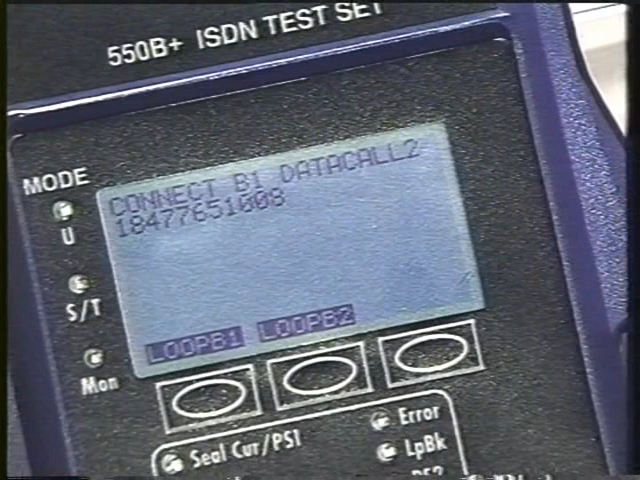 550B+ ISDN TEST SET
MODE
CONNECT B1 DATACALL2
18477651008
U
S/T
Mon
LOOPB1 LOOPB2
Seal Cur/PS1
Error
LpBk